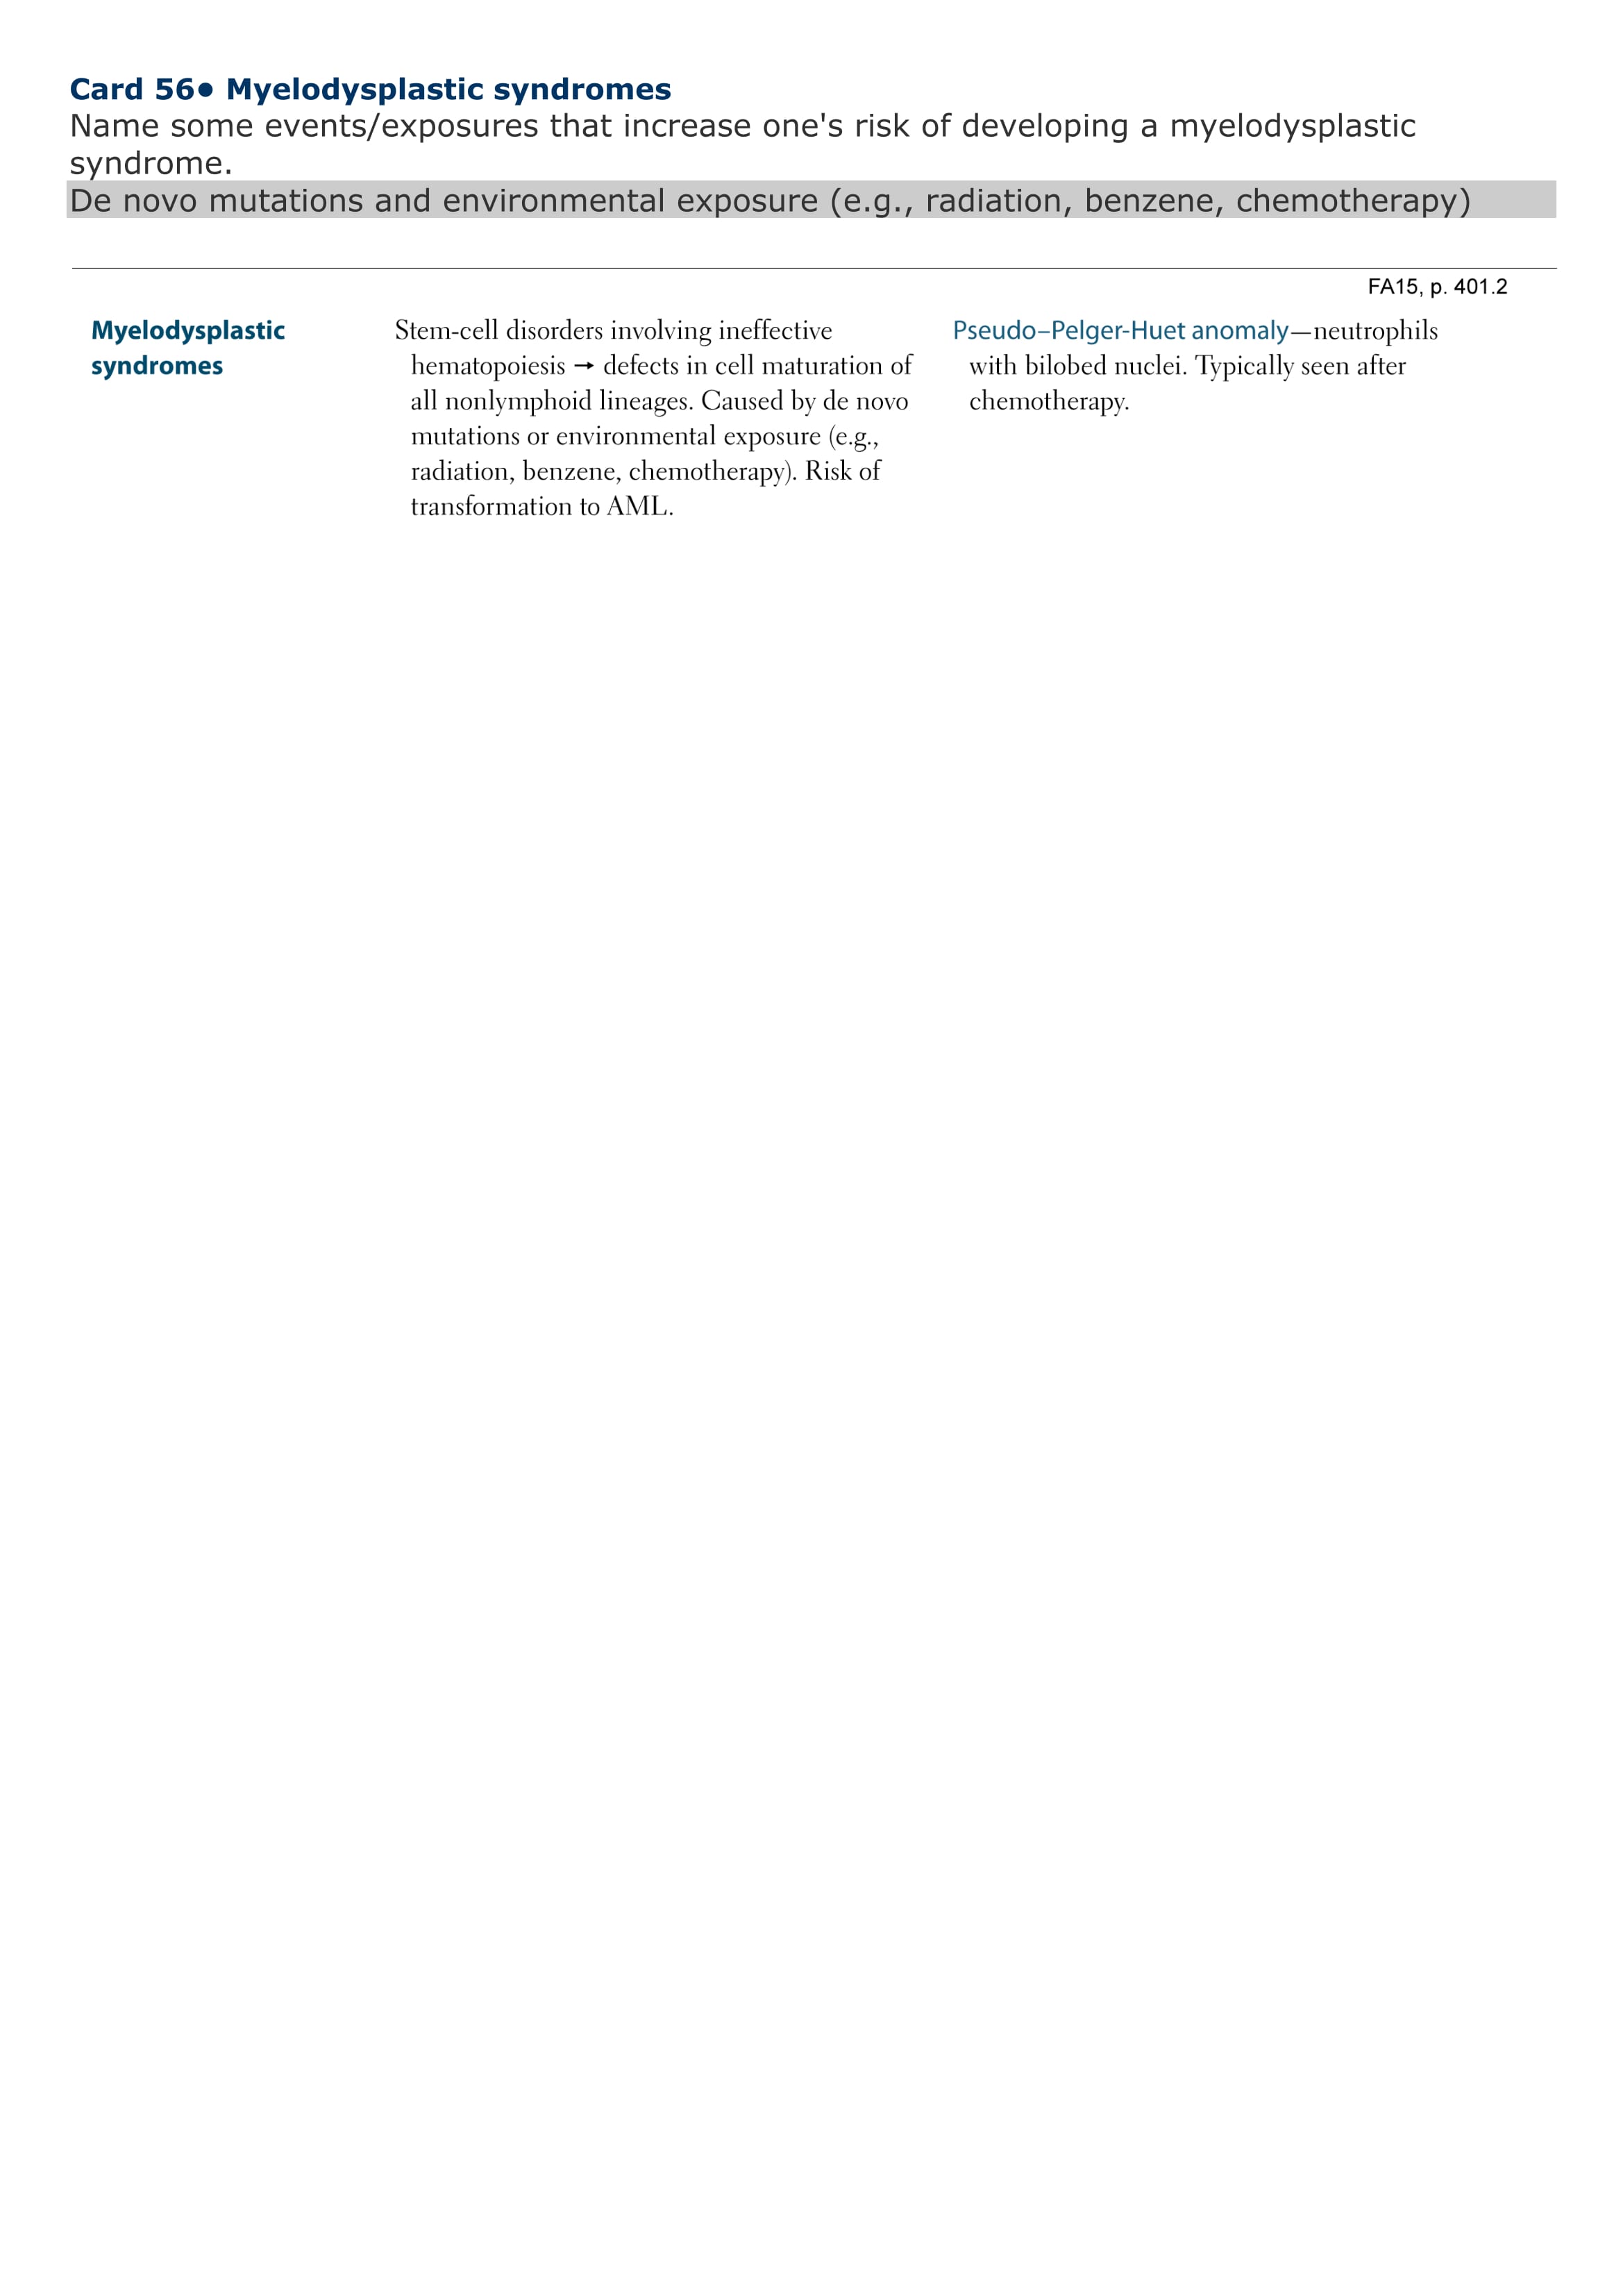 Card 56● Myelodysplastic syndromes
Name some events/exposures that increase one's risk of developing a myelodysplastic
syndrome.
De novo mutations and environmental exposure (e.g., radiation, benzene, chemotherapy)
FA15, p. 401.2
Myelodysplastic
syndromes
Stem-cell disorders involving ineffective
hematopoiesis → defects in cell maturation of
all nonlymphoid lineages. Caused by de novo
mutations or environmental exposure (e.g.,
radiation, benzene, chemotherapy). Risk of
transformation to AML.
Pseudo–Pelger-Huet anomaly—neutrophils
with bilobed nuclei. Typically seen after
chemotherapy.